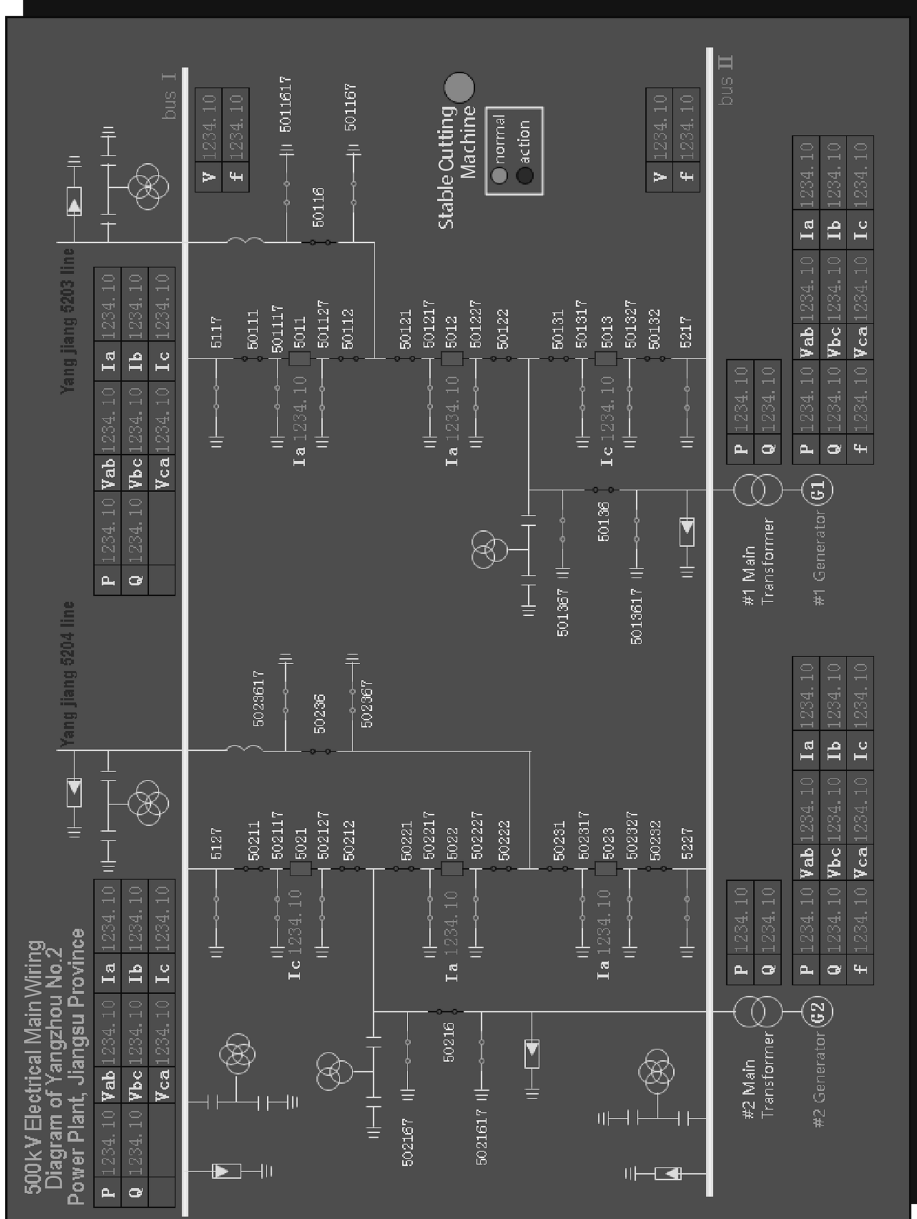 500kV Electrical Main Wiring
Diagram of Yangzhou No.2
Power Plant, Jiangsu Province
Yang jiang 5204 line
Yang jiang 5203 line
P 1234.10 Vab 1234.10 Ia 1234.10
Q 1234.10 Vbc 1234.10 Ib 1234.10
Vca 1234.10 Ic 1234.10
P 1234.10 Vab 1234.10 Ia 1234.10
Q 1234.10 Vbc 1234.10 Ib 1234.10
Vca 1234.10 Ic 1234.10
bus I
V 1234.10
f 1234.10
5127
50211
502117
5021
Ic 1234.10
502127
50212
50221
502217
5022
Ia 1234.10
502227
50222
50231
502317
5023
Ia 1234.10
502327
50232
5227
5023617
50236
502367
502167
50216
5021617
5117
50111
501117
5011
Ia 1234.10
501127
50112
50121
501217
5012
Ia 1234.10
501227
50122
50131
501317
5013
Ic 1234.10
501327
50132
5217
5011617
50116
501167
501367
50136
5013617
Stable Cutting
Machine
normal
action
V 1234.10
f 1234.10
bus II
#2 Main
Transformer
P 1234.10
Q 1234.10
#2 Generator
G2
P 1234.10 Vab 1234.10 Ia 1234.10
Q 1234.10 Vbc 1234.10 Ib 1234.10
f 1234.10 Vca 1234.10 Ic 1234.10
#1 Main
Transformer
P 1234.10
Q 1234.10
#1 Generator
G1
P 1234.10 Vab 1234.10 Ia 1234.10
Q 1234.10 Vbc 1234.10 Ib 1234.10
f 1234.10 Vca 1234.10 Ic 1234.10